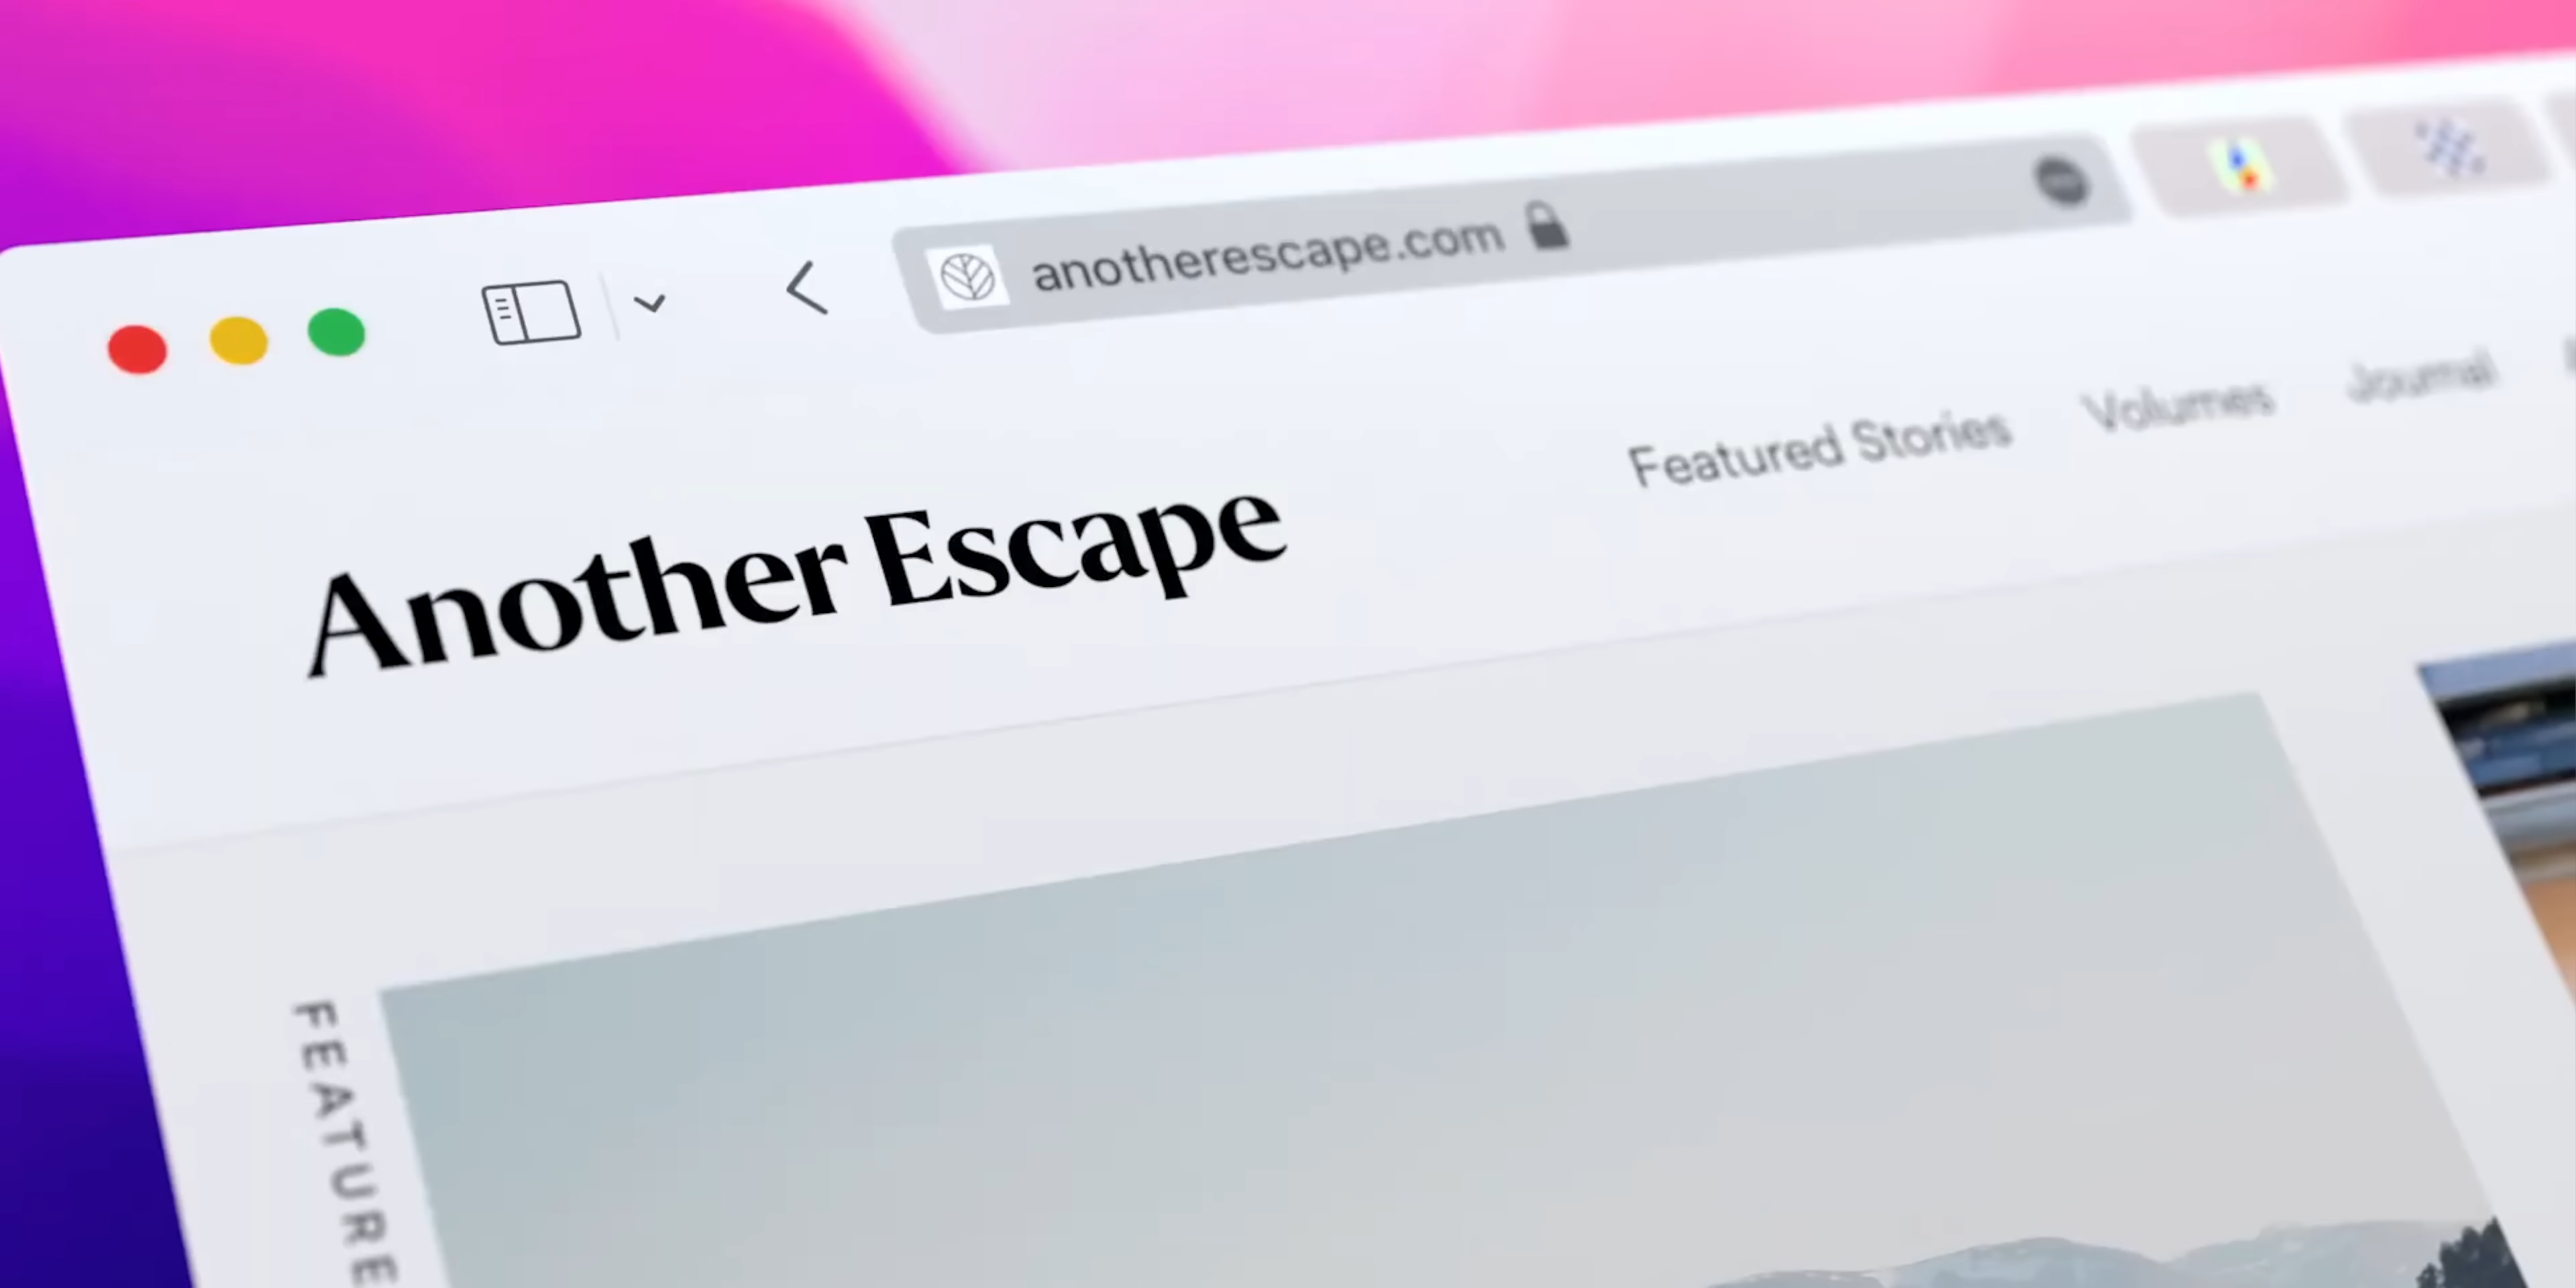 anotherescape.com
Another Escape
Featured Stories
Volumes
Journal
FEATURE